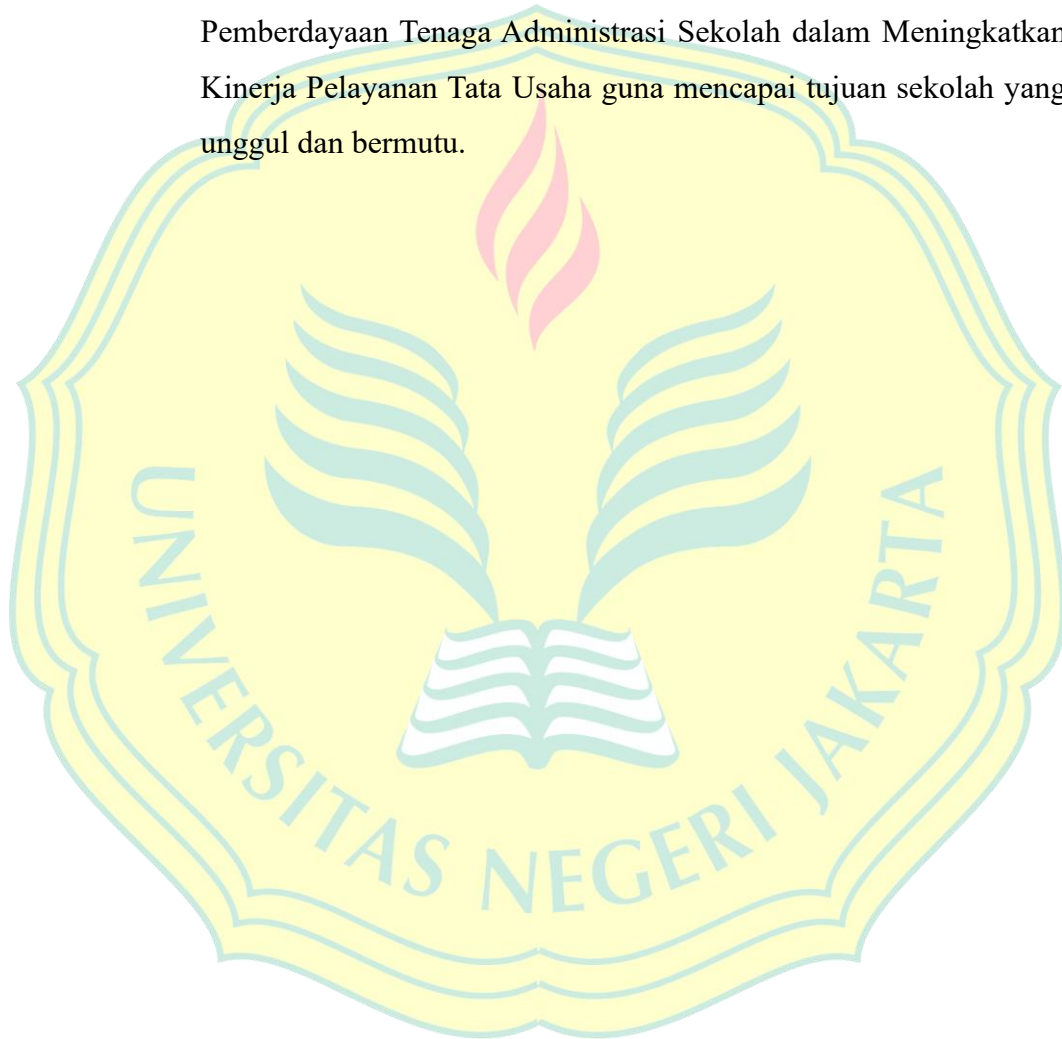 Pemberdayaan Tenaga Administrasi Sekolah dalam Meningkatkan
Kinerja Pelayanan Tata Usaha guna mencapai tujuan sekolah yang
unggul dan bermutu.
UNIVERSITAS NEGERI JAKARTA